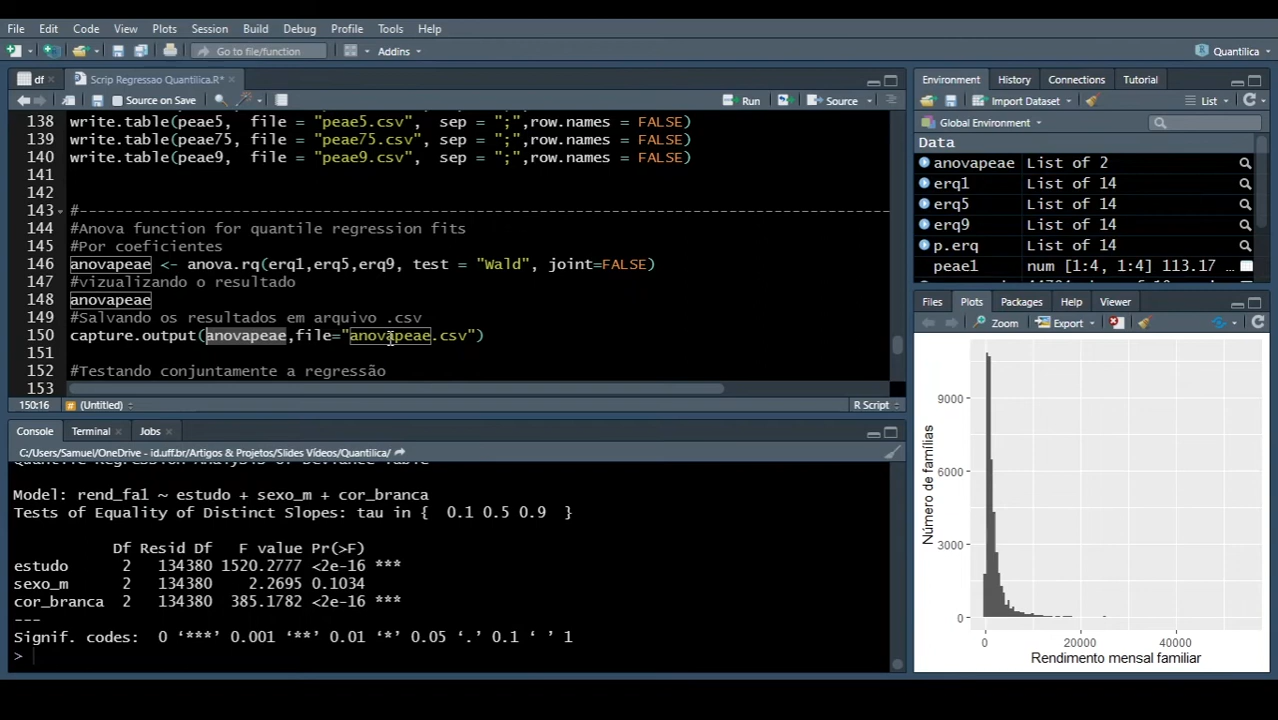 File Edit Code View Plots Session Build Debug Profile Tools Help
Go to file/function Addins Quantilica
df Scrip Regressao Quantilica.R*
Source on Save Run Source
138 write.table(peae5, file = "peae5.csv", sep = ";",row.names = FALSE)
139 write.table(peae75, file = "peae75.csv", sep = ";",row.names = FALSE)
140 write.table(peae9, file = "peae9.csv", sep = ";",row.names = FALSE)
141
142
143 #----------------------------------------------------------------------------------------------------
144 #Anova function for quantile regression fits
145 #Por coeficientes
146 anovapeae <- anova.rq(erq1,erq5,erq9, test = "Wald", joint=FALSE)
147 #vizualizando o resultado
148 anovapeae
149 #Salvando os resultados em arquivo .csv
150 capture.output(anovapeae,file="anovapeae.csv")
151
152 #Testando conjuntamente a regressão
153
150:16 # (Untitled) R Script
Console Terminal Jobs
C:/Users/Samuel/OneDrive - id.uff.br/Artigos & Projetos/Slides Vídeos/Quantilica/
Quantile Regression Analysis of Deviance Table
Model: rend_fa1 ~ estudo + sexo_m + cor_branca
Tests of Equality of Distinct Slopes: tau in { 0.1 0.5 0.9 }
Df Resid Df F value Pr(>F)
estudo 2 134380 1520.2777 <2e-16 ***
sexo_m 2 134380 2.2695 0.1034
cor_branca 2 134380 385.1782 <2e-16 ***
---
Signif. codes: 0 ‘***’ 0.001 ‘**’ 0.01 ‘*’ 0.05 ‘.’ 0.1 ‘ ’ 1
>
Environment History Connections Tutorial
Import Dataset List
Global Environment
Data
anovapeae List of 2
erq1 List of 14
erq5 List of 14
erq9 List of 14
p.erq List of 14
peae1 num [1:4, 1:4] 113.17 ...
Files Plots Packages Help Viewer
Zoom Export
Número de famílias
9000
6000
3000
0
0 20000 40000
Rendimento mensal familiar